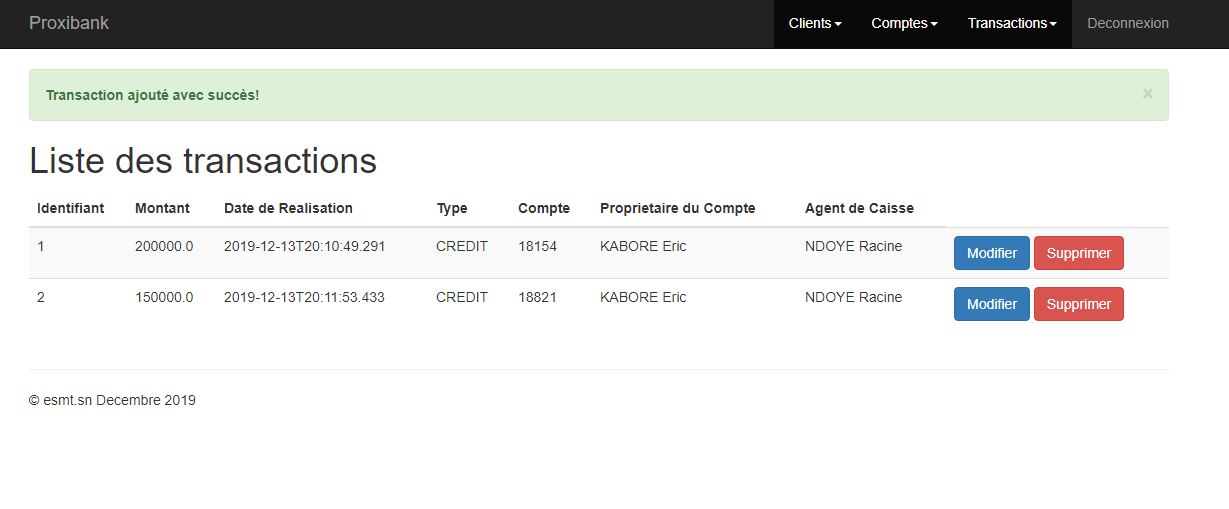 Proxibank Clients Comptes Transactions Deconnexion
Transaction ajouté avec succès! ×
Liste des transactions
Identifiant Montant Date de Realisation Type Compte Proprietaire du Compte Agent de Caisse
1 200000.0 2019-12-13T20:10:49.291 CREDIT 18154 KABORE Eric NDOYE Racine Modifier Supprimer
2 150000.0 2019-12-13T20:11:53.433 CREDIT 18821 KABORE Eric NDOYE Racine Modifier Supprimer
© esmt.sn Decembre 2019